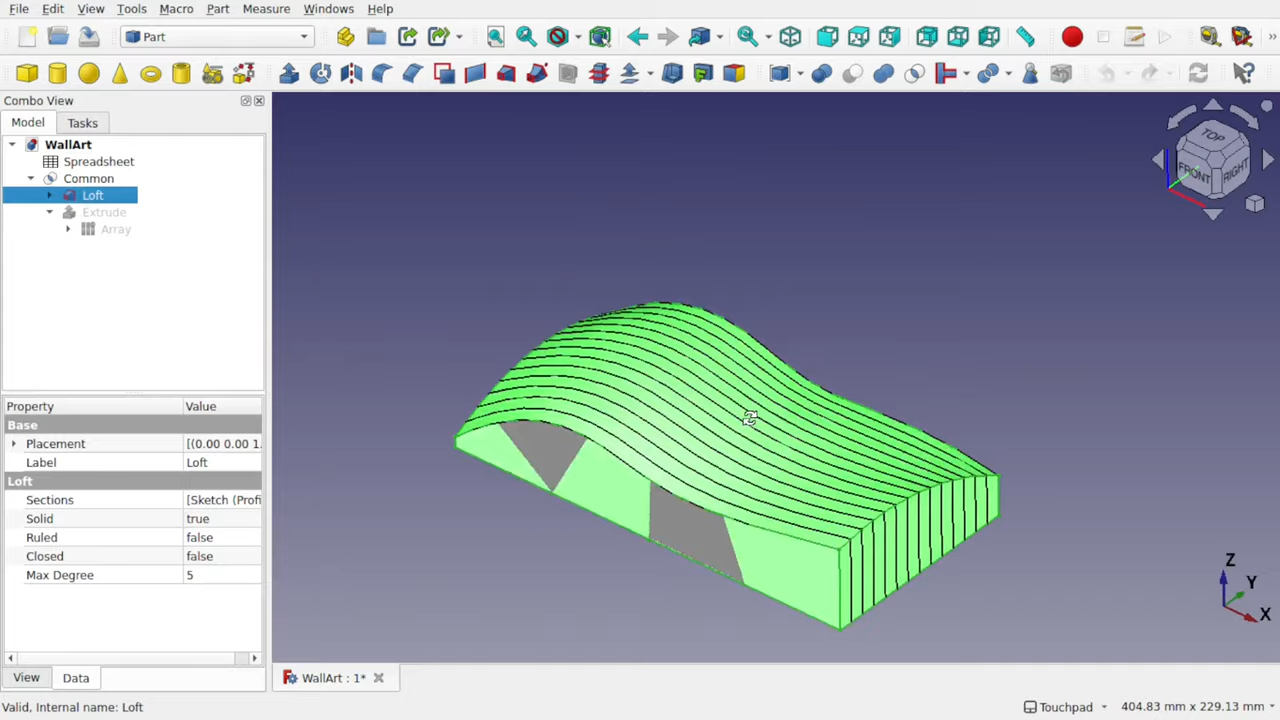 File Edit View Tools Macro Part Measure Windows Help
Part
»
»
Combo View
Model Tasks
WallArt
Spreadsheet
Common
Loft
Extrude
Array
TOP
FRONT
RIGHT
Property Value
Base
Placement [(0.00 0.00 1.
Label Loft
Loft
Sections [Sketch (Profi
Solid true
Ruled false
Closed false
Max Degree 5
Z
Y
X
View Data
WallArt : 1*
Valid, Internal name: Loft
Touchpad 404.83 mm x 229.13 mm